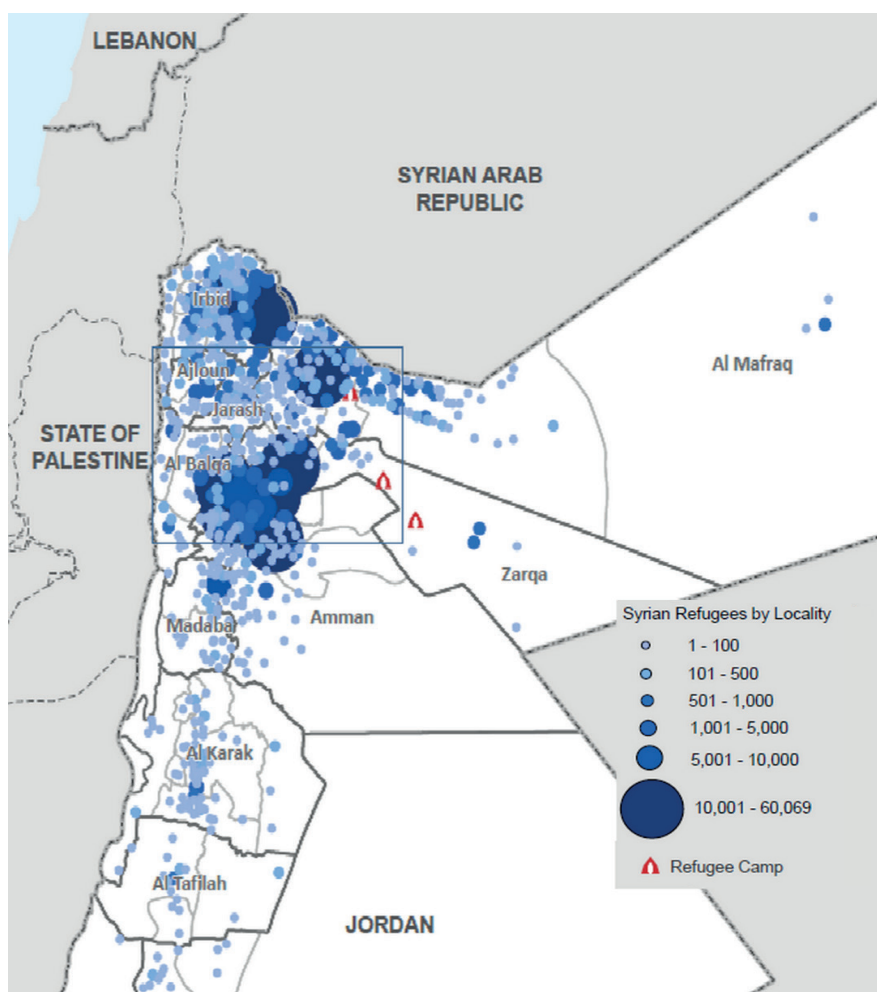 LEBANON
SYRIAN ARAB
REPUBLIC
Irbid
Al Mafraq
Ajloun
Jarash
STATE OF
PALESTINE
Al Balqa
Zarqa
Amman
Madaba
Syrian Refugees by Locality
1 - 100
101 - 500
501 - 1,000
1,001 - 5,000
5,001 - 10,000
10,001 - 60,069
Refugee Camp
Al Karak
Al Tafilah
JORDAN